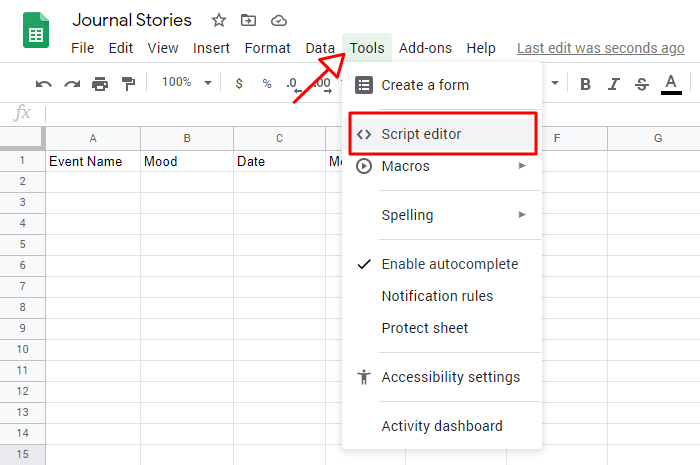 Journal Stories
File Edit View Insert Format Data Tools Add-ons Help Last edit was seconds ago
100% $ % .0 .00 B I S A
fx
A B C F G
1 Event Name Mood Date
2
3
4
5
6
7
8
9
10
11
12
13
14
15
Create a form
Script editor
Macros
Spelling
Enable autocomplete
Notification rules
Protect sheet
Accessibility settings
Activity dashboard